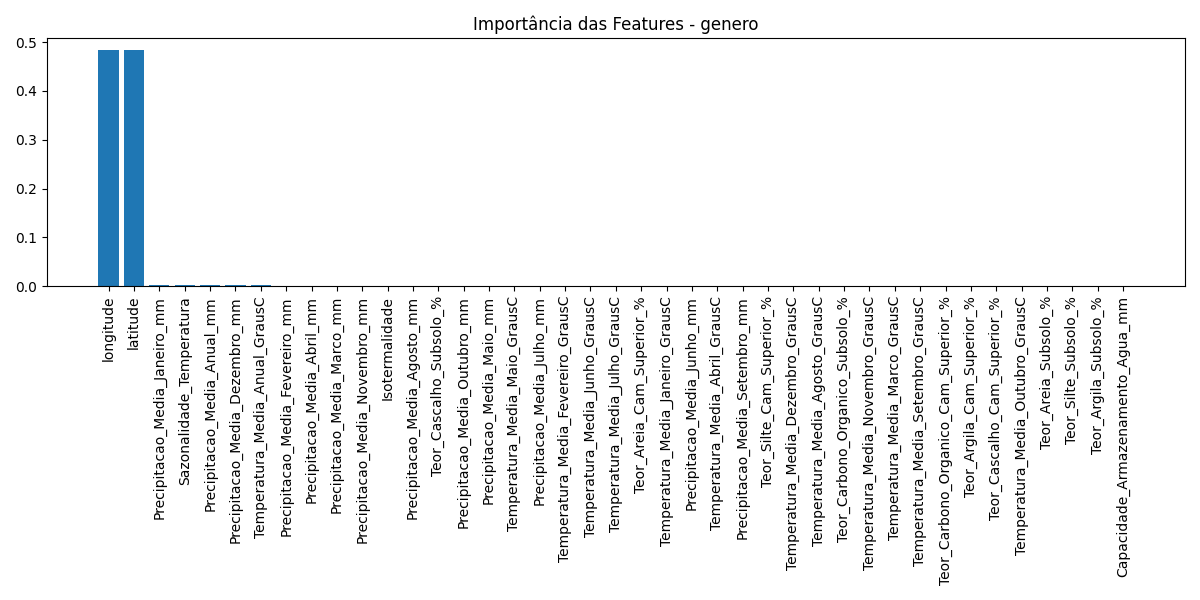 Importância das Features - genero
0.5
0.4
0.3
0.2
0.1
0.0
longitude
latitude
Precipitacao_Media_Janeiro_mm
Sazonalidade_Temperatura
Precipitacao_Media_Anual_mm
Precipitacao_Media_Dezembro_mm
Temperatura_Media_Anual_GrausC
Precipitacao_Media_Fevereiro_mm
Precipitacao_Media_Abril_mm
Precipitacao_Media_Marco_mm
Precipitacao_Media_Novembro_mm
Isotermalidade
Precipitacao_Media_Agosto_mm
Teor_Cascalho_Subsolo_%
Precipitacao_Media_Outubro_mm
Precipitacao_Media_Maio_mm
Temperatura_Media_Maio_GrausC
Precipitacao_Media_Julho_mm
Temperatura_Media_Fevereiro_GrausC
Temperatura_Media_Junho_GrausC
Temperatura_Media_Julho_GrausC
Teor_Areia_Cam_Superior_%
Temperatura_Media_Janeiro_GrausC
Precipitacao_Media_Junho_mm
Temperatura_Media_Abril_GrausC
Precipitacao_Media_Setembro_mm
Teor_Silte_Cam_Superior_%
Temperatura_Media_Dezembro_GrausC
Temperatura_Media_Agosto_GrausC
Teor_Carbono_Organico_Subsolo_%
Temperatura_Media_Novembro_GrausC
Temperatura_Media_Marco_GrausC
Temperatura_Media_Setembro_GrausC
Teor_Carbono_Organico_Cam_Superior_%
Teor_Argila_Cam_Superior_%
Teor_Cascalho_Cam_Superior_%
Temperatura_Media_Outubro_GrausC
Teor_Areia_Subsolo_%
Teor_Silte_Subsolo_%
Teor_Argila_Subsolo_%
Capacidade_Armazenamento_Agua_mm